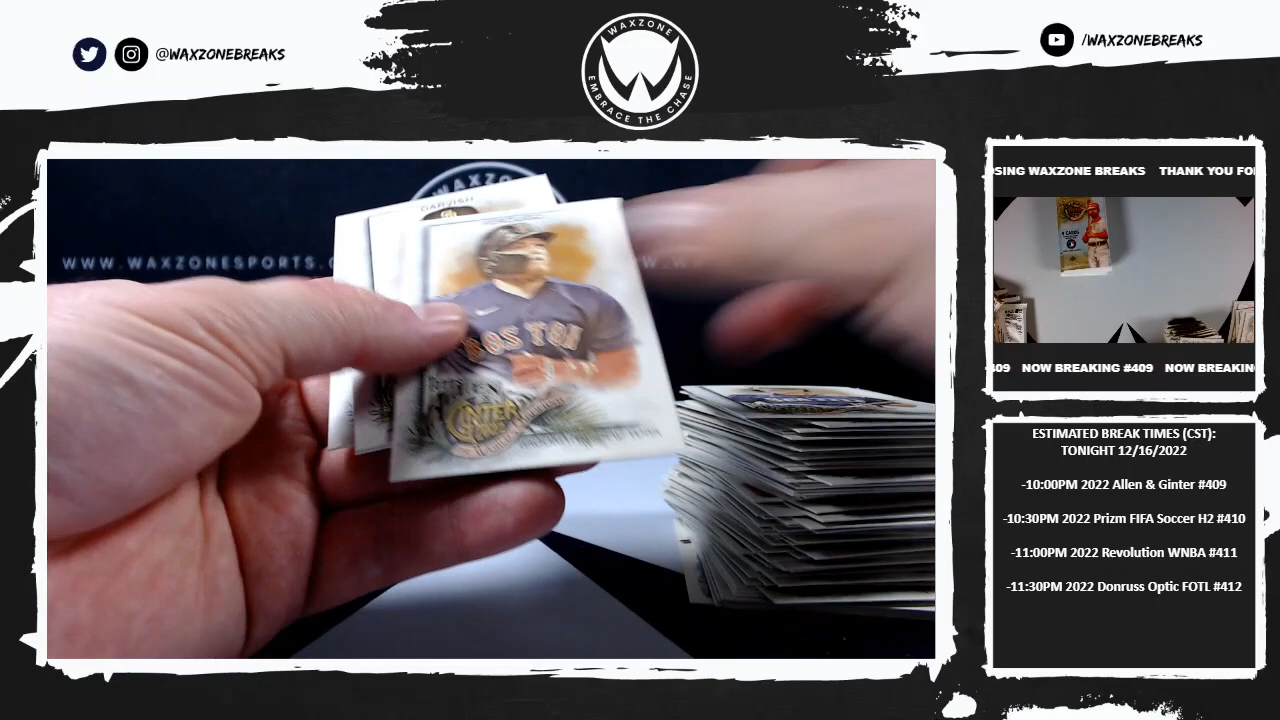 @WAXZONEBREAKS
WAXZONE
EMBRACE THE CHASE
/WAXZONEBREAKS
SING WAXZONE BREAKS THANK YOU FO
WAXZO
WWW.WAXZONESPORTS.
DARVISH
BOSTON
GINTER
409 NOW BREAKING #409 NOW BREAKIN
ESTIMATED BREAK TIMES (CST):
TONIGHT 12/16/2022
-10:00PM 2022 Allen & Ginter #409
-10:30PM 2022 Prizm FIFA Soccer H2 #410
-11:00PM 2022 Revolution WNBA #411
-11:30PM 2022 Donruss Optic FOTL #412